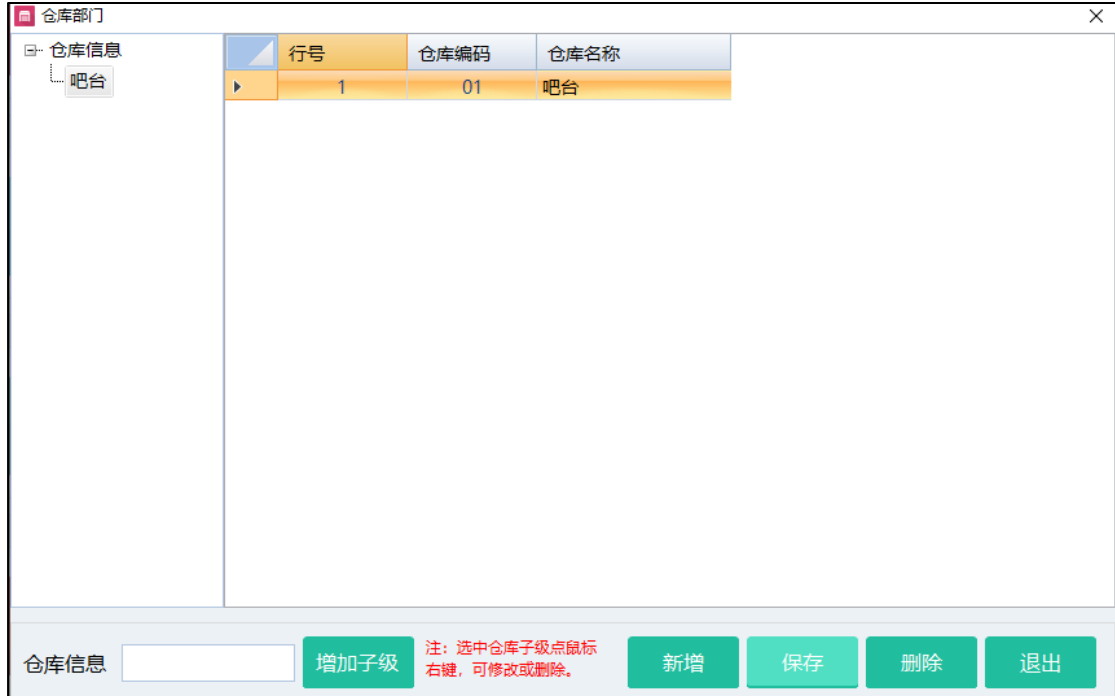 仓库部门
仓库信息
吧台
行号 仓库编码 仓库名称
1 01 吧台
仓库信息 增加子级
注：选中仓库子级点鼠标
右键，可修改或删除。
新增 保存 删除 退出